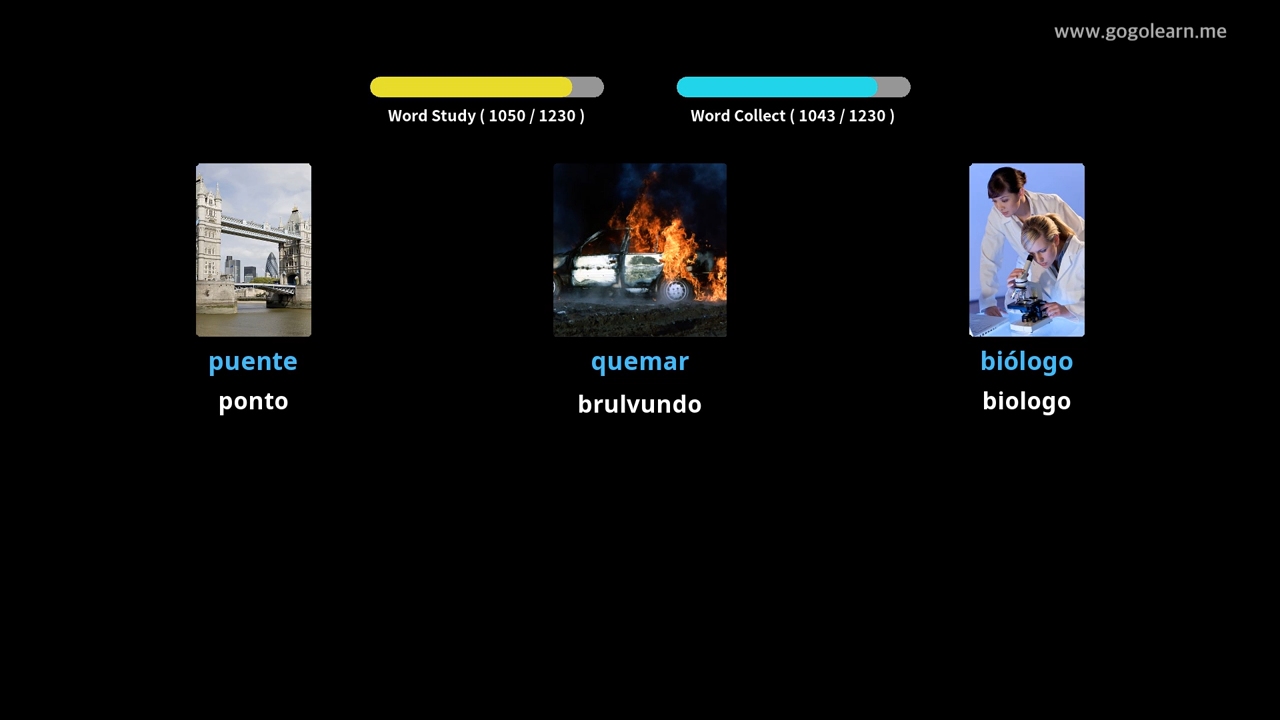 www.gogolearn.me
Word Study ( 1050 / 1230 )
Word Collect ( 1043 / 1230 )
puente
quemar
biólogo
ponto
brulvundo
biologo